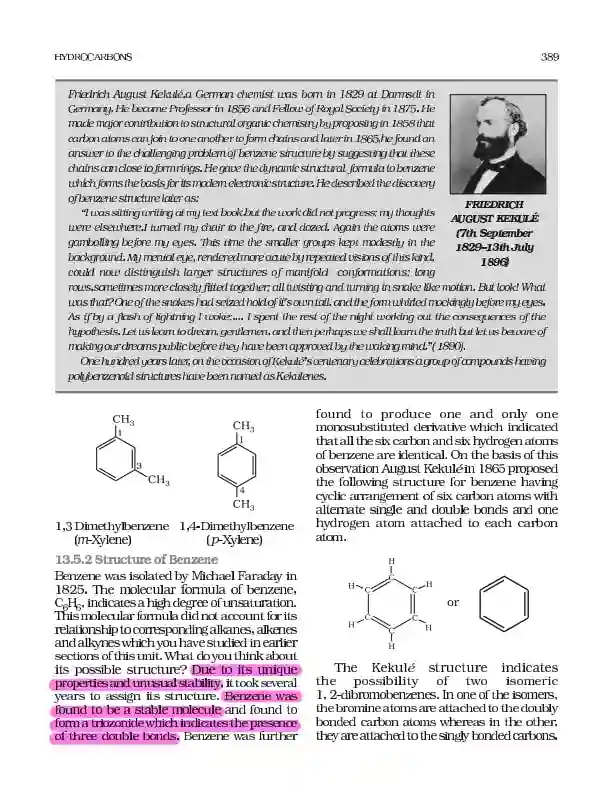 HYDROCARBONS
389
Friedrich August Kekulé,a German chemist was born in 1829 at Darmsdt in
Germany. He became Professor in 1856 and Fellow of Royal Society in 1875. He
made major contribution to structural organic chemistry by proposing in 1858 that
carbon atoms can join to one another to form chains and later in 1865,he found an
answer to the challenging problem of benzene structure by suggesting that these
chains can close to form rings. He gave the dynamic structural formula to benzene
which forms the basis for its modern electronic structure. He described the discovery
of benzene structure later as:
"I was sitting writing at my text book,but the work did not progress; my thoughts
were elsewhere.I turned my chair to the fire, and dozed. Again the atoms were
gambolling before my eyes. This time the smaller groups kept modestly in the
background. My mental eye, rendered more acute by repeated visions of this kind,
could now distinguish larger structures of manifold conformations; long
rows,sometimes more closely fitted together; all twisting and turning in snake like motion. But look! What
was that? One of the snakes had seized hold of it's own tail, and the form whirled mockingly before my eyes.
As if by a flash of lightning I woke;.... I spent the rest of the night working out the consequences of the
hypothesis. Let us learn to dream, gentlemen, and then perhaps we shall learn the truth but let us beware of
making our dreams public before they have been approved by the waking mind."( 1890).
One hundred years later, on the occasion of Kekulé's centenary celebrations a group of compounds having
polybenzenoid structures have been named as Kekulenes.
FRIEDRICH
AUGUST KEKULÉ
(7th September
1829–13th July
1896)
CH3
1
3
CH3
CH3
1
4
CH3
1,3 Dimethylbenzene 1,4-Dimethylbenzene
(m-Xylene) (p-Xylene)
13.5.2 Structure of Benzene
Benzene was isolated by Michael Faraday in
1825. The molecular formula of benzene,
C6H6, indicates a high degree of unsaturation.
This molecular formula did not account for its
relationship to corresponding alkanes, alkenes
and alkynes which you have studied in earlier
sections of this unit. What do you think about
its possible structure? Due to its unique
properties and unusual stability, it took several
years to assign its structure. Benzene was
found to be a stable molecule and found to
form a triozonide which indicates the presence
of three double bonds. Benzene was further
found to produce one and only one
monosubstituted derivative which indicated
that all the six carbon and six hydrogen atoms
of benzene are identical. On the basis of this
observation August Kekulé in 1865 proposed
the following structure for benzene having
cyclic arrangement of six carbon atoms with
alternate single and double bonds and one
hydrogen atom attached to each carbon
atom.
H
C
H C C H
or
H C C H
C
H
The Kekulé structure indicates
the possibility of two isomeric
1, 2-dibromobenzenes. In one of the isomers,
the bromine atoms are attached to the doubly
bonded carbon atoms whereas in the other,
they are attached to the singly bonded carbons.